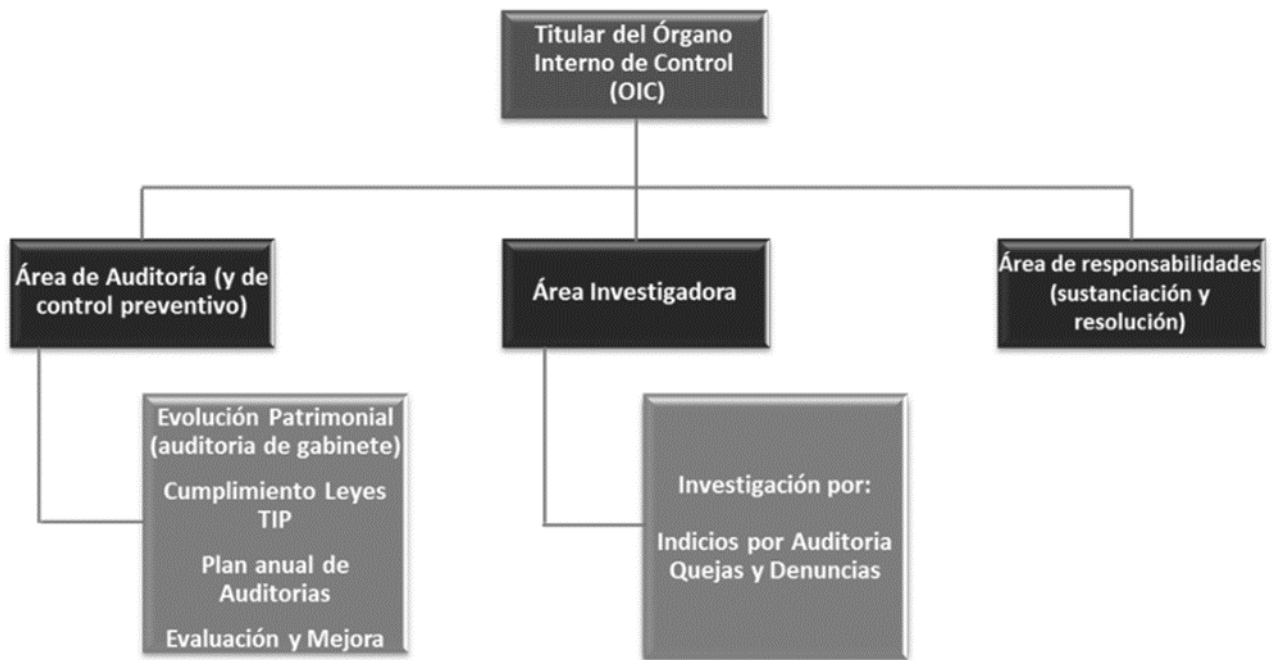 Titular del Órgano
Interno de Control
(OIC)
Área de Auditoría (y de
control preventivo)
Área Investigadora
Área de responsabilidades
(sustanciación y
resolución)
Evolución Patrimonial
(auditoria de gabinete)
Cumplimiento Leyes
TIP
Plan anual de
Auditorias
Evaluación y Mejora
Investigación por:
Indicios por Auditoria
Quejas y Denuncias